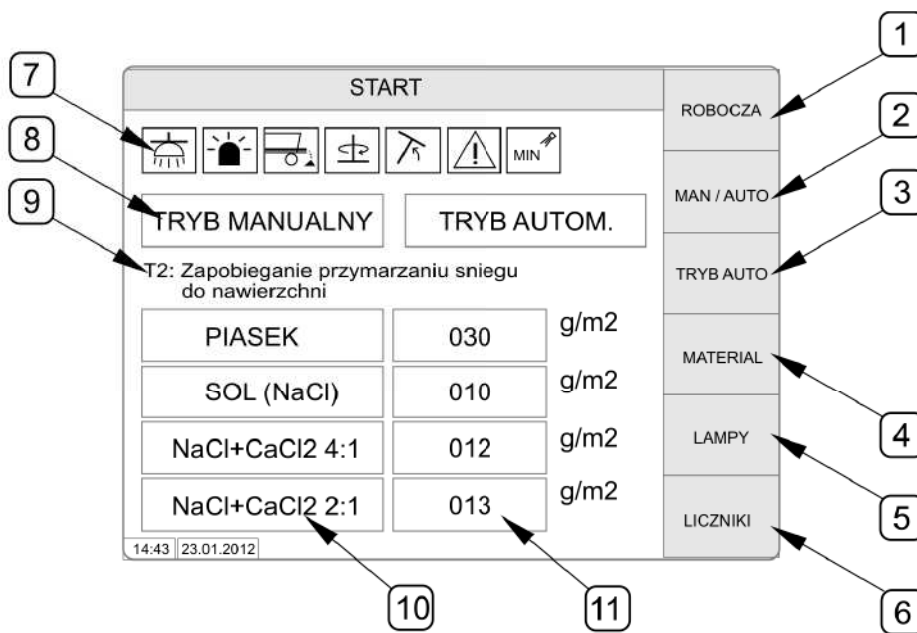 1
START
ROBOCZA
7
2
8
MIN
MAN / AUTO
3
9
TRYB MANUALNY
TRYB AUTOM.
T2: Zapobieganie przymarzaniu sniegu
do nawierzchni
TRYB AUTO
PIASEK 030 g/m2
MATERIAL
SOL (NaCl) 010 g/m2
4
NaCl+CaCl2 4:1 012 g/m2
LAMPY
NaCl+CaCl2 2:1 013 g/m2
5
LICZNIKI
14:43 23.01.2012
10
11
6